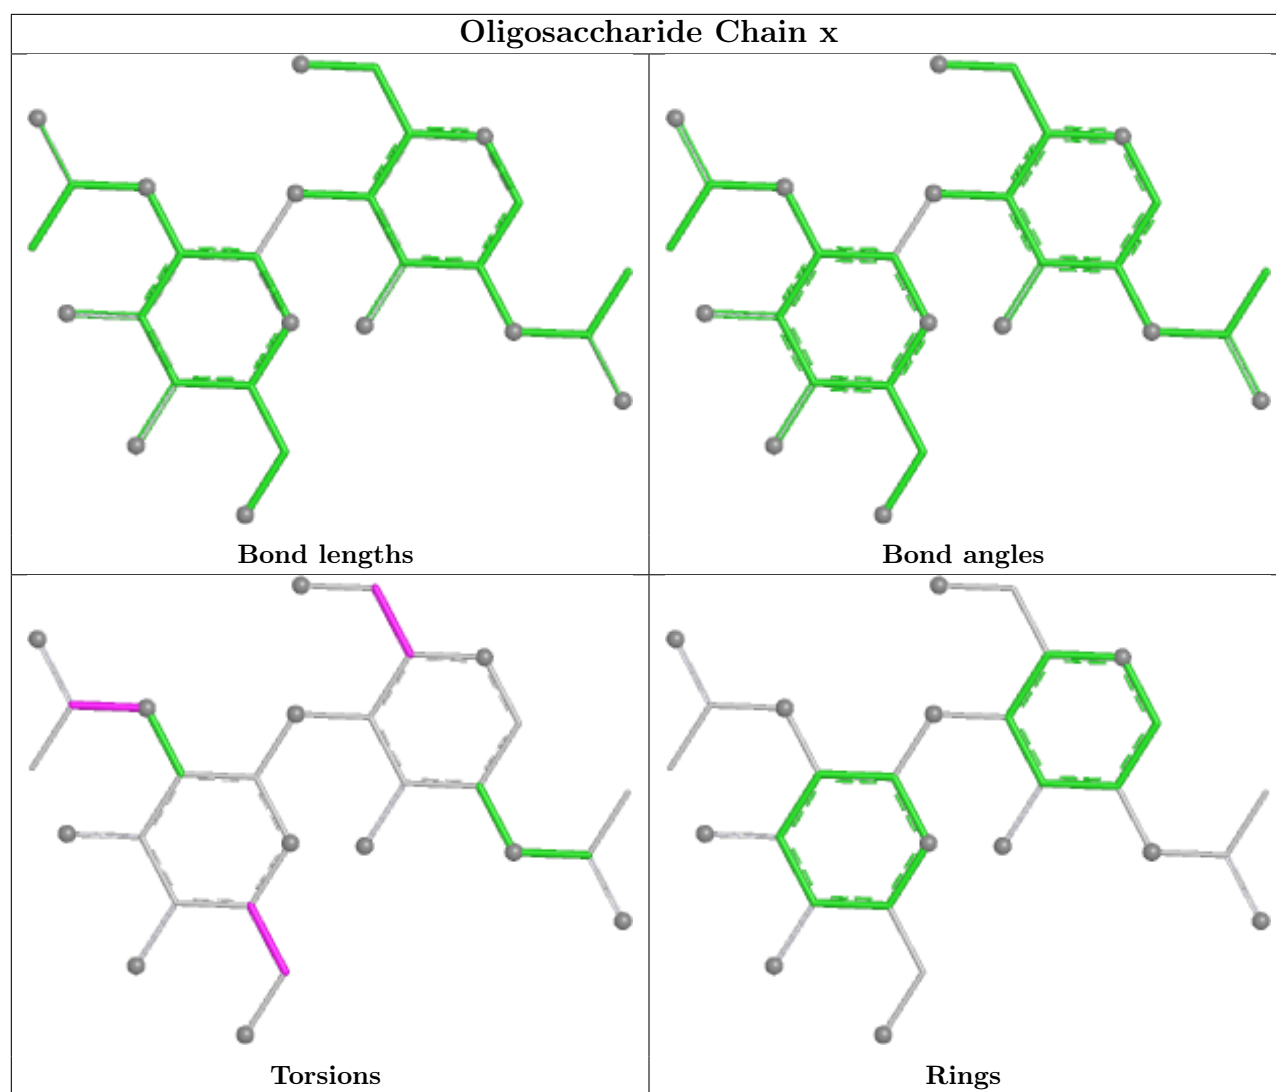 Oligosaccharide Chain x
Bond lengths
Bond angles
Torsions
Rings